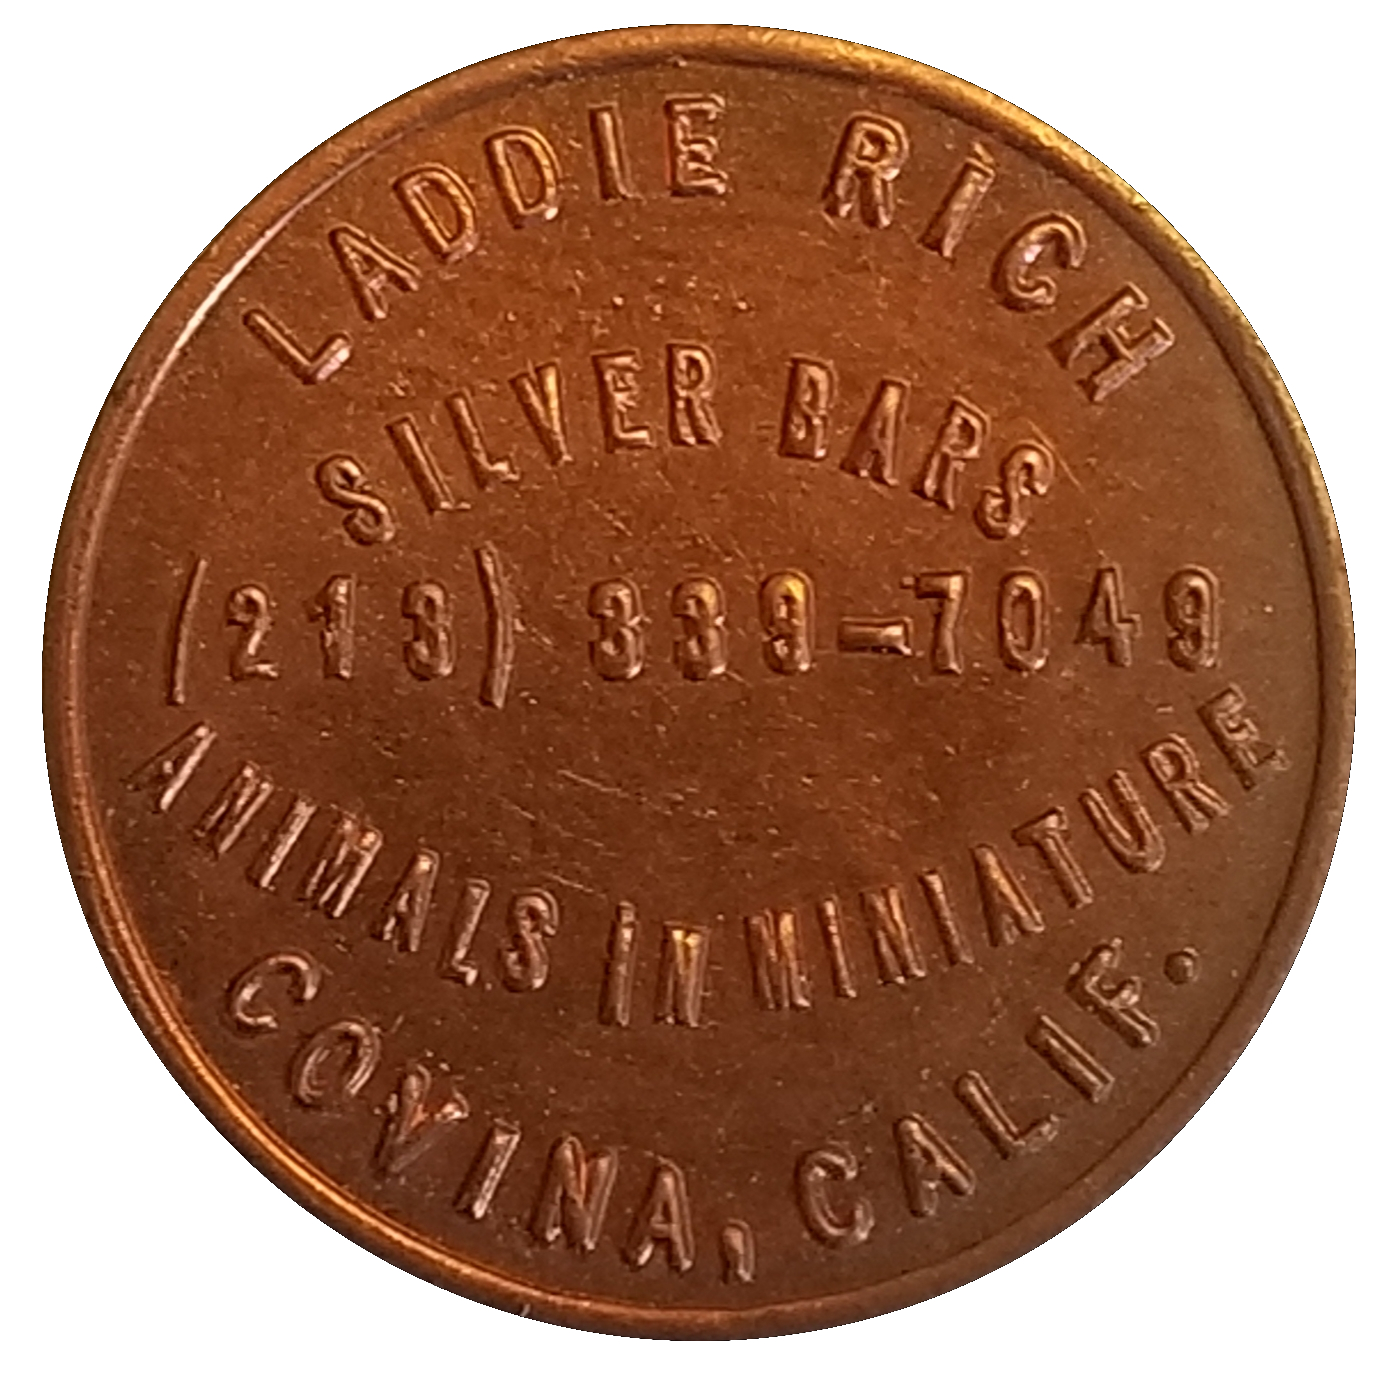 LADDIE RICH
SILVER BARS
(213) 339-7049
ANIMALS IN MINIATURE
COVINA, CALIF.